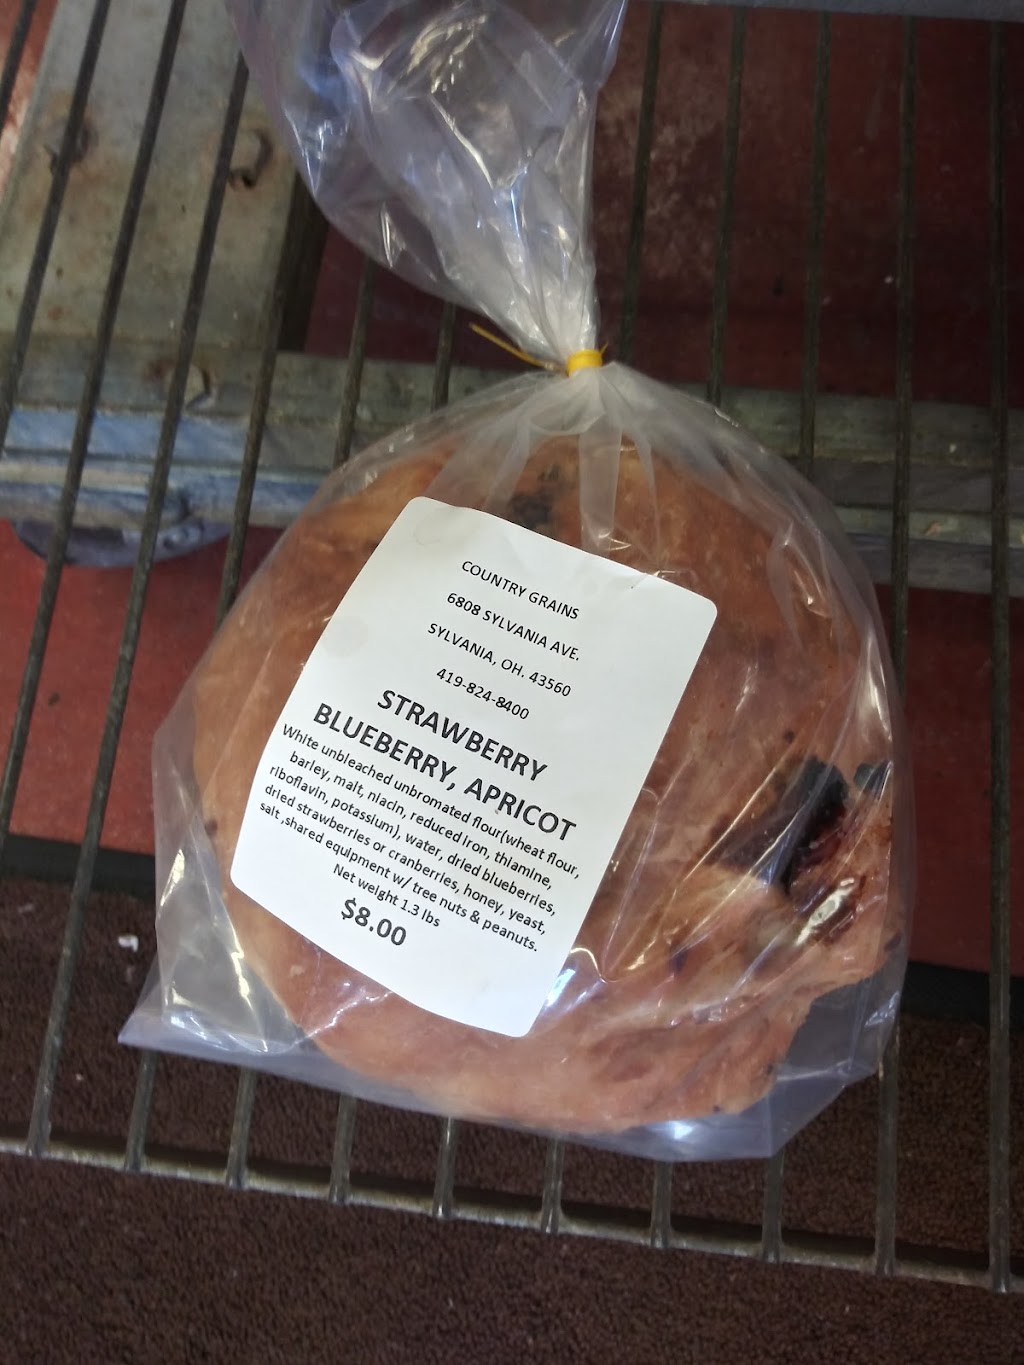 COUNTRY GRAINS
6808 SYLVANIA AVE.
SYLVANIA, OH. 43560
419-824-8400
STRAWBERRY
BLUEBERRY, APRICOT
White unbleached unbromated flour(wheat flour,
barley, malt, niacin, reduced iron, thiamine,
riboflavin, potassium), water, dried blueberries,
dried strawberries or cranberries, honey, yeast,
salt ,shared equipment w/ tree nuts & peanuts.
Net weight 1.3 lbs
$8.00